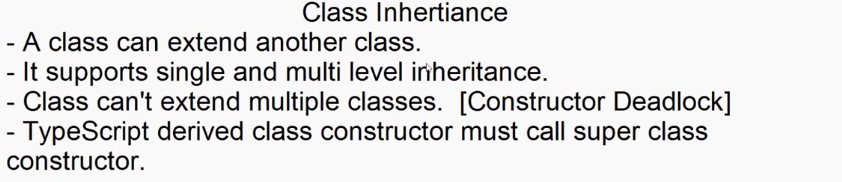 Class Inhertiance
- A class can extend another class.
- It supports single and multi level inheritance.
- Class can't extend multiple classes.  [Constructor Deadlock]
- TypeScript derived class constructor must call super class
constructor.